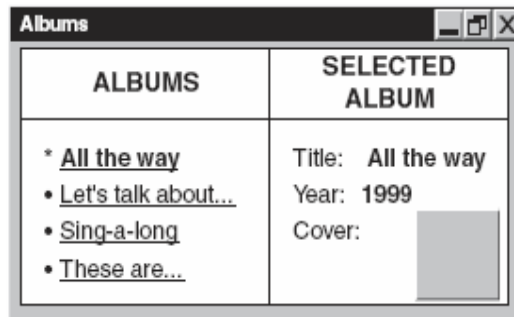 Albums
ALBUMS
SELECTED
ALBUM
* All the way
• Let's talk about...
• Sing-a-long
• These are...
Title: All the way
Year: 1999
Cover: